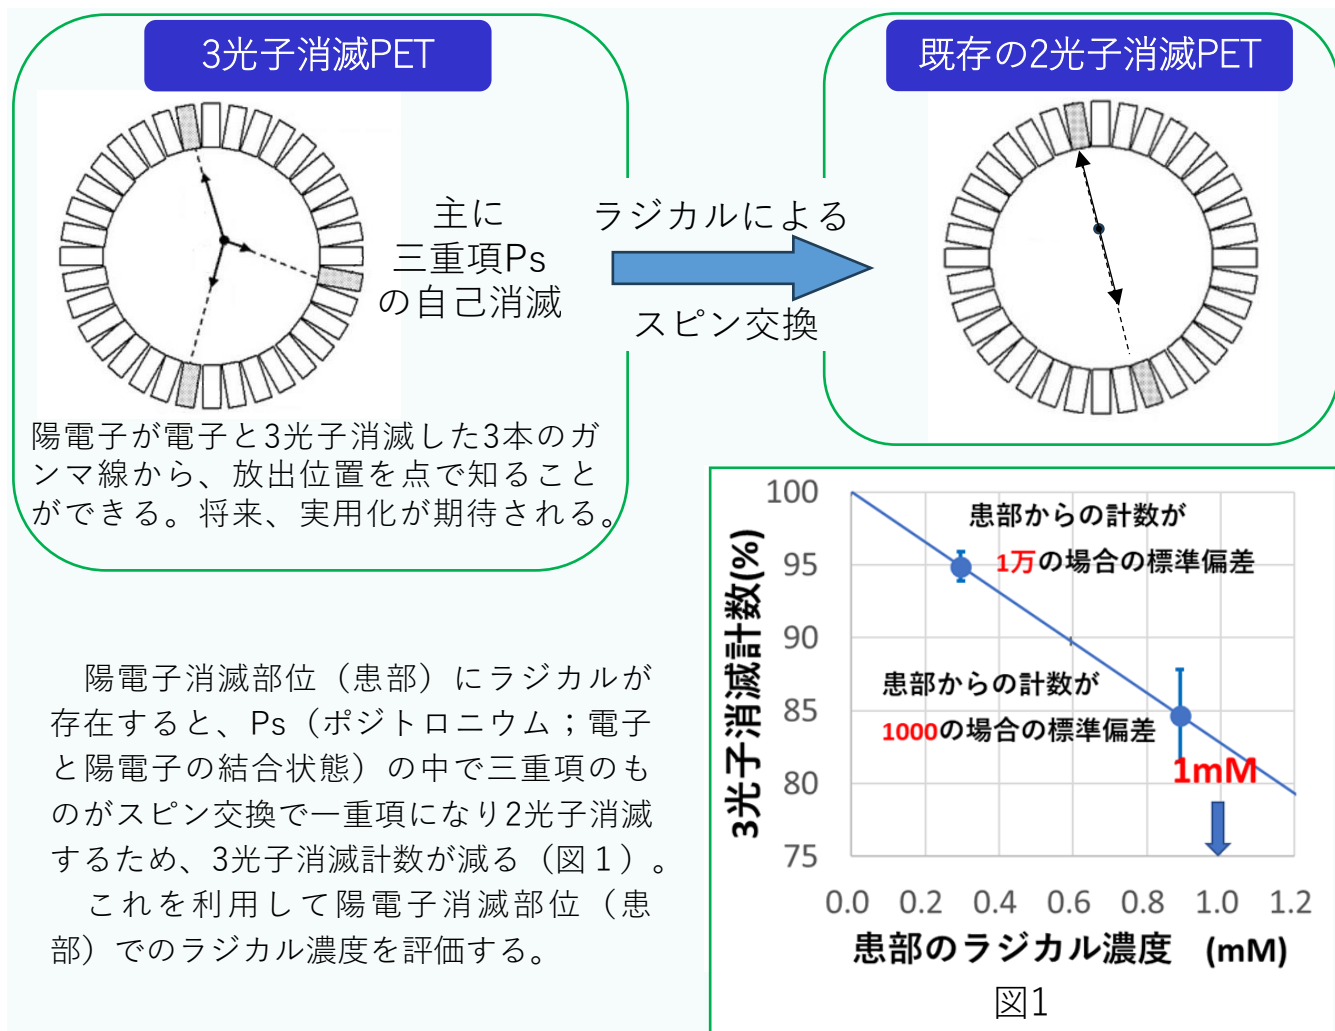 3光子消滅PET
既存の2光子消滅PET
主に
三重項Ps
の自己消滅
ラジカルによる
スピン交換
陽電子が電子と3光子消滅した3本のガ
ンマ線から、放出位置を点で知ること
ができる。将来、実用化が期待される。
陽電子消滅部位（患部）にラジカルが
存在すると、Ps（ポジトロニウム；電子
と陽電子の結合状態）の中で三重項のも
のがスピン交換で一重項になり2光子消滅
するため、3光子消滅計数が減る（図１）。
これを利用して陽電子消滅部位（患
部）でのラジカル濃度を評価する。
3光子消滅計数(%)
100
95
90
85
80
75
患部からの計数が
1万の場合の標準偏差
患部からの計数が
1000の場合の標準偏差
1mM
0.0 0.2 0.4 0.6 0.8 1.0 1.2
患部のラジカル濃度 (mM)
図1